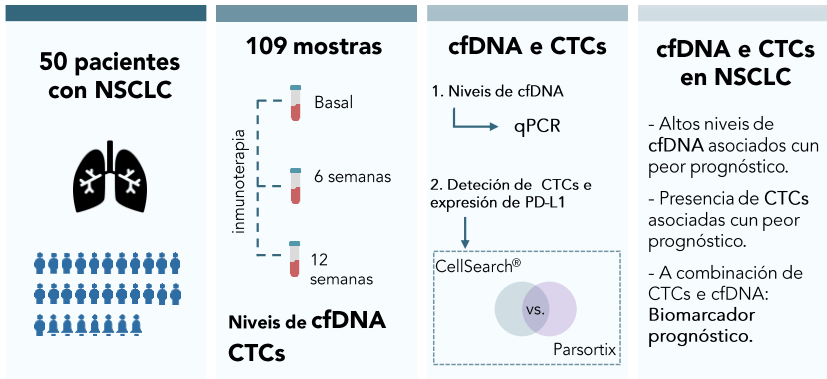 50 pacientes
con NSCLC
109 mostras
inmunoterapia
Basal
6 semanas
12
semanas
Niveis de cfDNA
CTCs
cfDNA e CTCs
1. Niveis de cfDNA
qPCR
2. Deteción de CTCs e
expresión de PD-L1
CellSearch®
vs.
Parsortix
cfDNA e CTCs
en NSCLC
- Altos niveis de
cfDNA asociados cun
peor prognóstico.
- Presencia de CTCs
asociadas cun peor
prognóstico.
- A combinación de
CTCs e cfDNA:
Biomarcador
prognóstico.